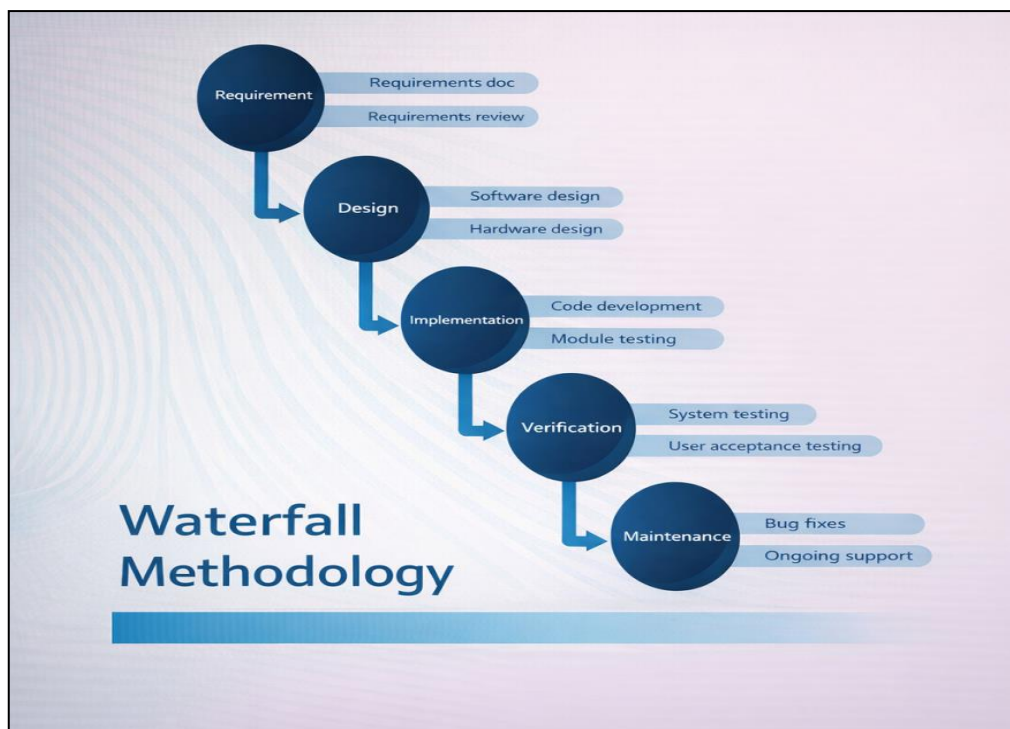 Requirement
Requirements doc
Requirements review
Design
Software design
Hardware design
Implementation
Code development
Module testing
Verification
System testing
User acceptance testing
Maintenance
Bug fixes
Ongoing support
Waterfall
Methodology